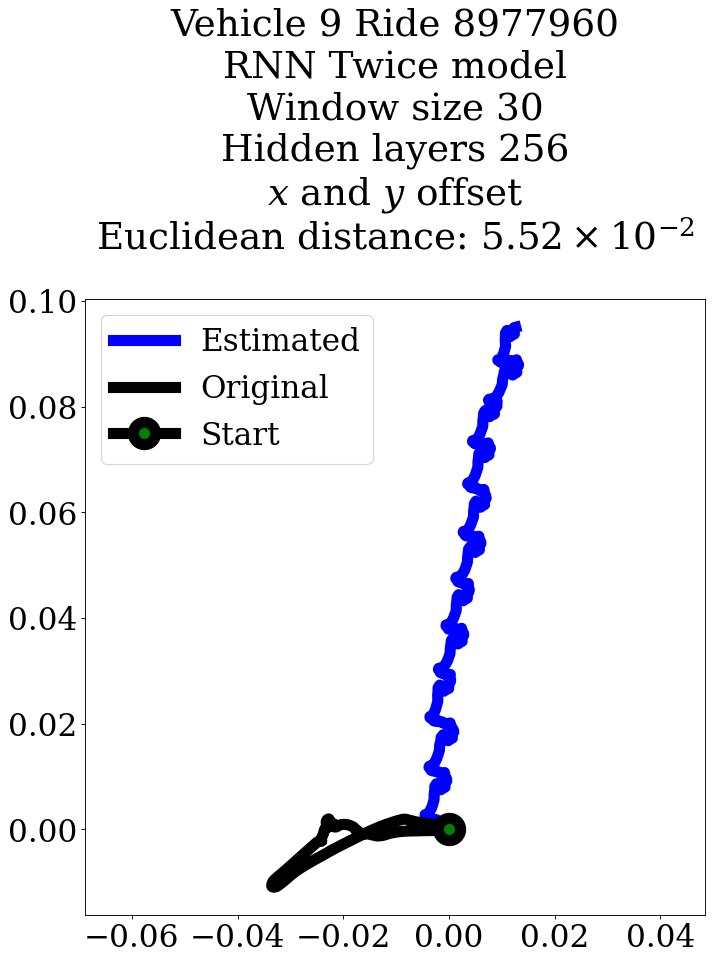 Vehicle 9 Ride 8977960
RNN Twice model
Window size 30
Hidden layers 256
x and y offset
Euclidean distance: 5.52 × 10⁻²
0.10
0.08
0.06
0.04
0.02
0.00
Estimated
Original
Start
−0.06 −0.04 −0.02 0.00 0.02 0.04